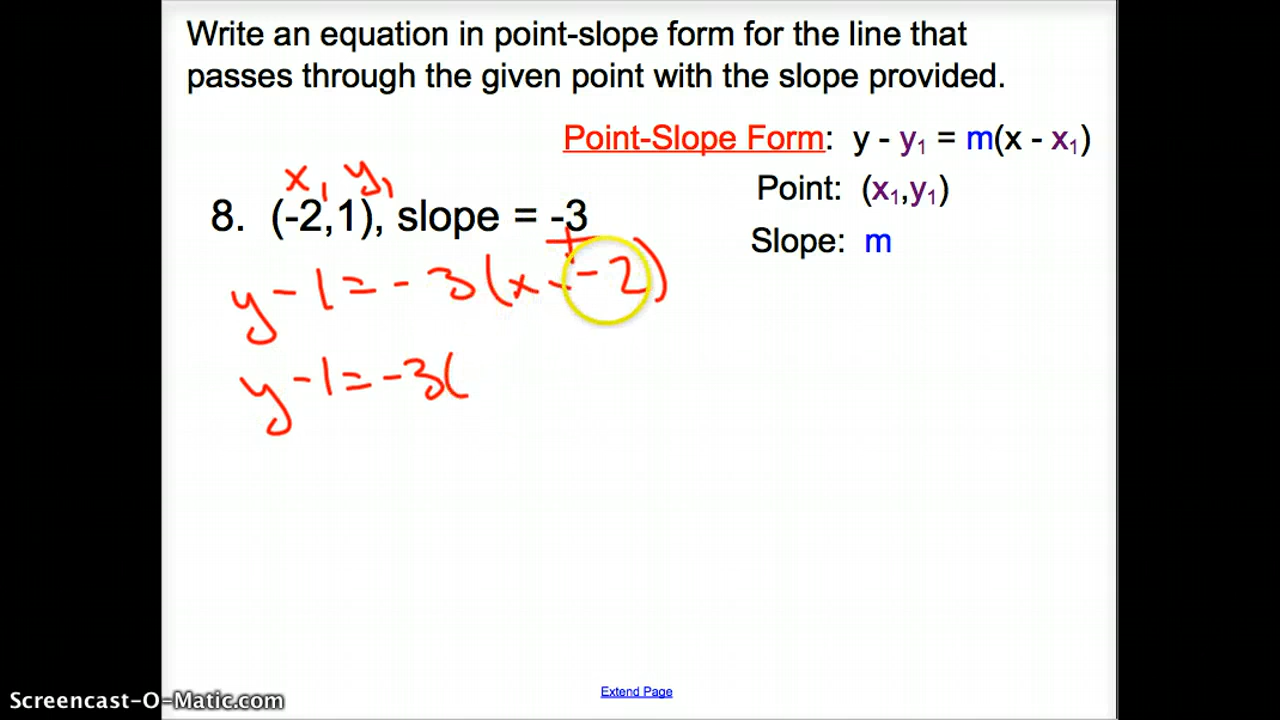 Write an equation in point-slope form for the line that
passes through the given point with the slope provided.
Point-Slope Form: y - y₁ = m(x - x₁)
Point: (x₁,y₁)
Slope: m
x₁ y₁
8. (-2,1), slope = -3
y - 1 = - 3 (x - - 2)
y - 1 = - 3 (
Extend Page
Screencast-O-Matic.com